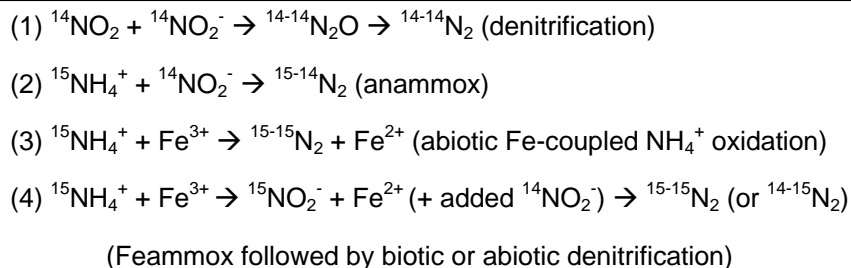 (1) ¹⁴NO₂ + ¹⁴NO₂⁻ → ¹⁴⁻¹⁴N₂O → ¹⁴⁻¹⁴N₂ (denitrification)
(2) ¹⁵NH₄⁺ + ¹⁴NO₂⁻ → ¹⁵⁻¹⁴N₂ (anammox)
(3) ¹⁵NH₄⁺ + Fe³⁺ → ¹⁵⁻¹⁵N₂ + Fe²⁺ (abiotic Fe-coupled NH₄⁺ oxidation)
(4) ¹⁵NH₄⁺ + Fe³⁺ → ¹⁵NO₂⁻ + Fe²⁺ (+ added ¹⁴NO₂⁻) → ¹⁵⁻¹⁵N₂ (or ¹⁴⁻¹⁵N₂)
(Feammox followed by biotic or abiotic denitrification)